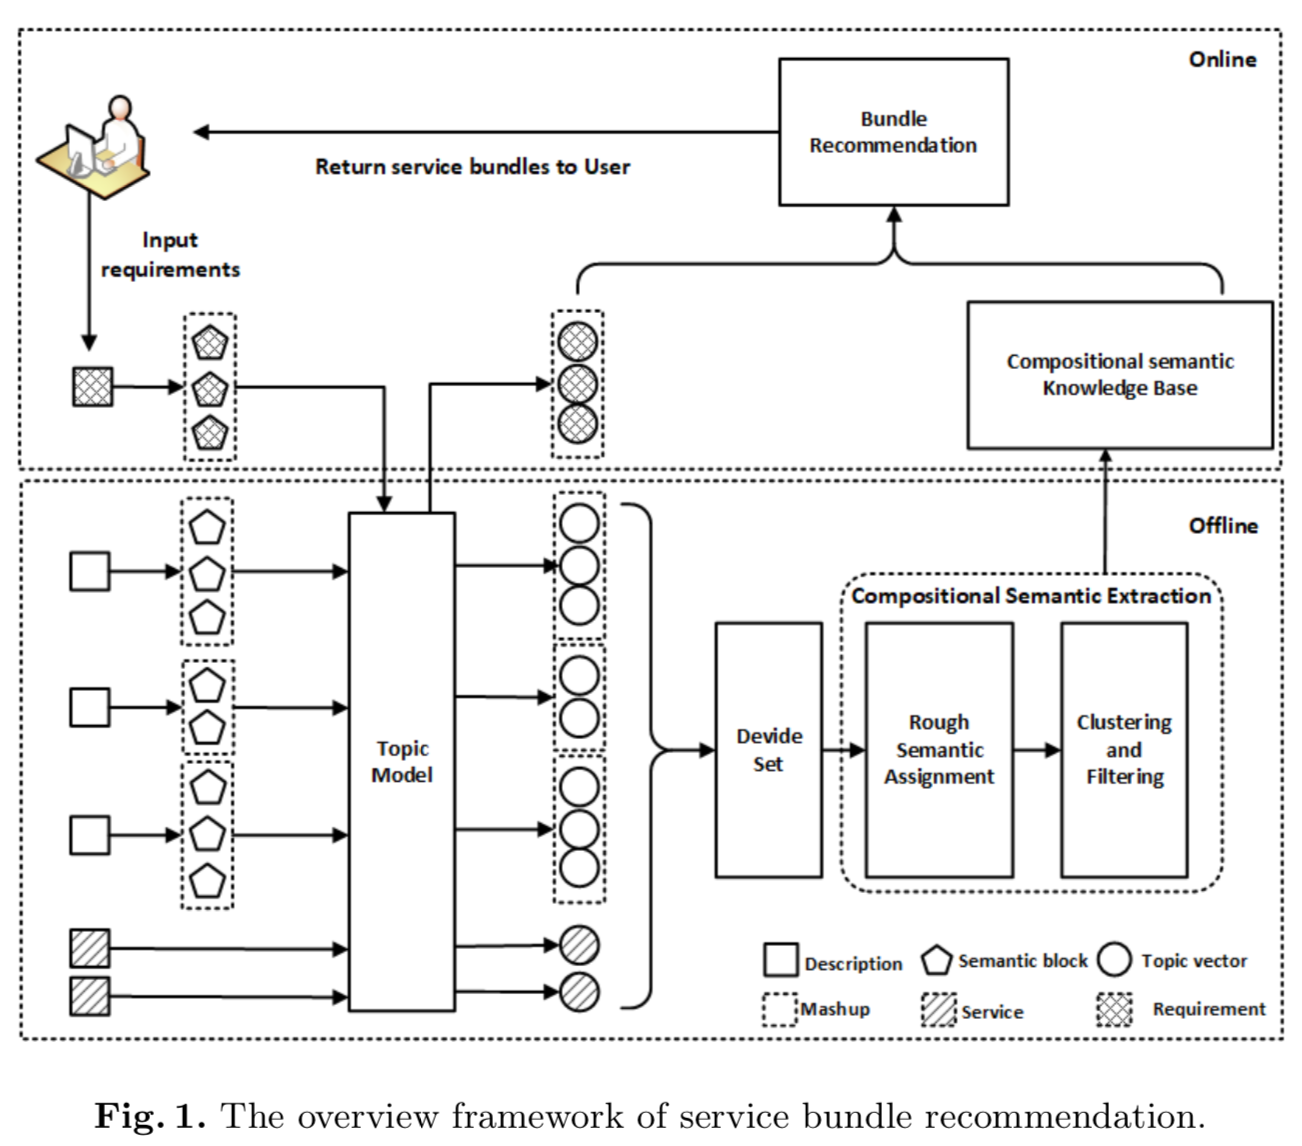 Online
Bundle
Recommendation
Return service bundles to User
Input
requirements
Compositional semantic
Knowledge Base
Offline
Compositional Semantic Extraction
Topic
Model
Devide
Set
Rough
Semantic
Assignment
Clustering
and
Filtering
Description
Semantic block
Topic vector
Mashup
Service
Requirement
Fig. 1. The overview framework of service bundle recommendation.